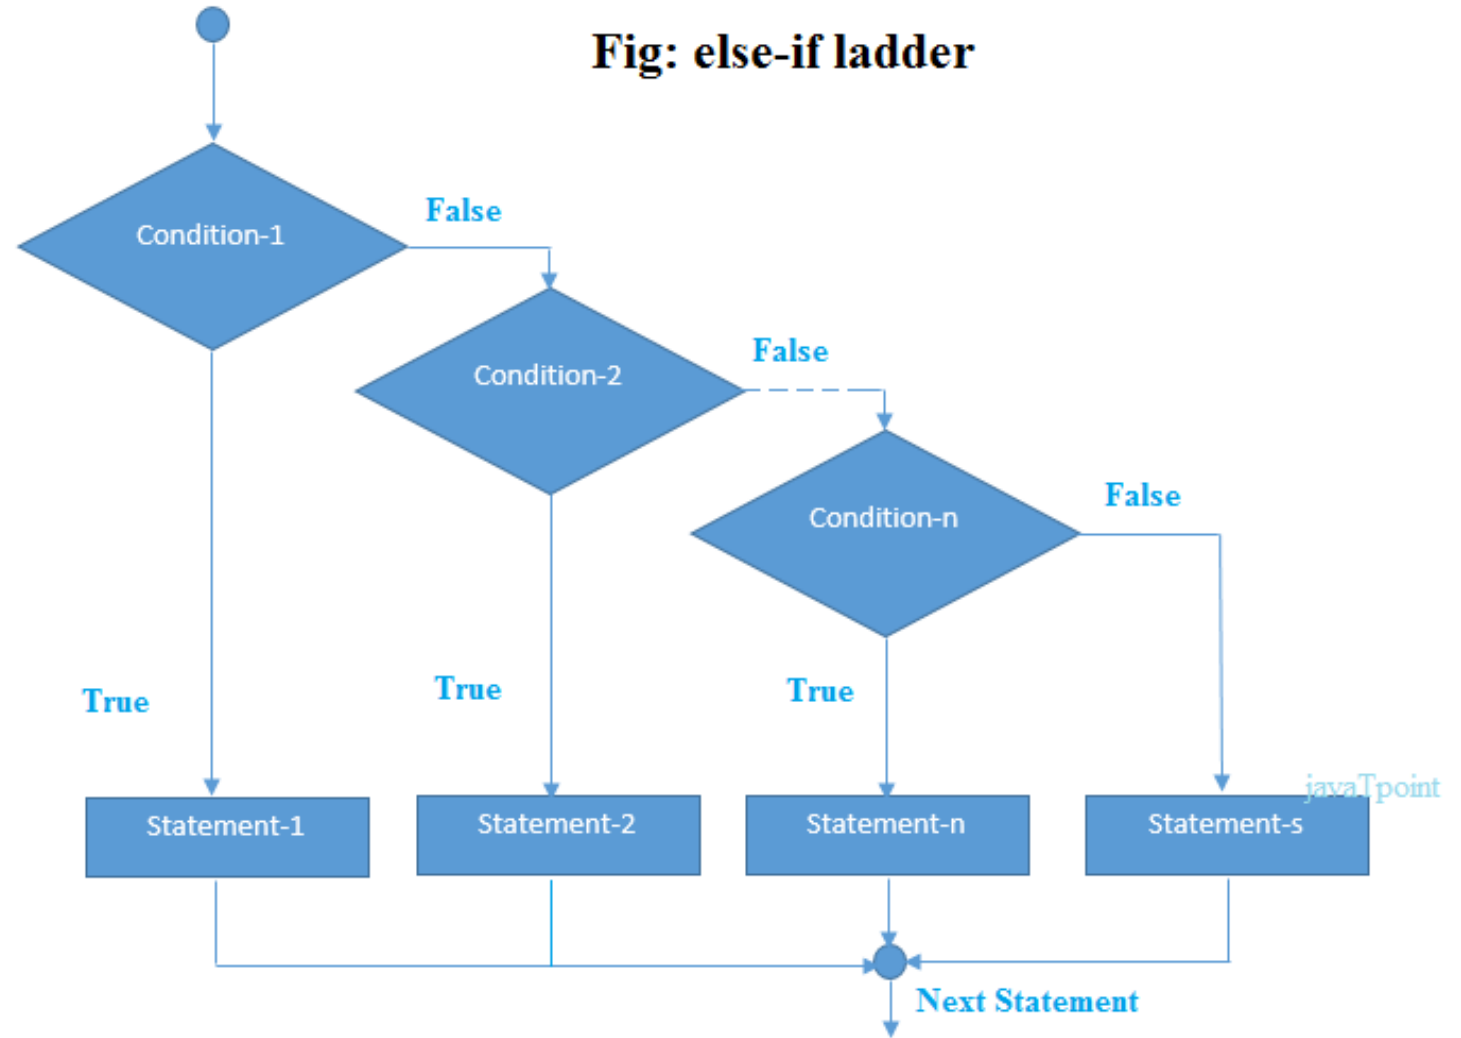 Fig: else-if ladder
Condition-1
False
Condition-2
False
Condition-n
False
True
True
True
javaTpoint
Statement-1
Statement-2
Statement-n
Statement-s
Next Statement